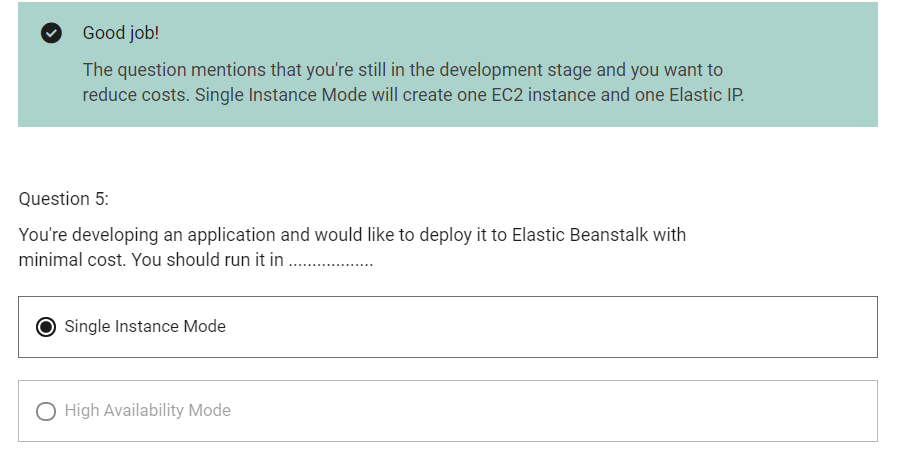 Good job!
The question mentions that you're still in the development stage and you want to
reduce costs. Single Instance Mode will create one EC2 instance and one Elastic IP.
Question 5:
You're developing an application and would like to deploy it to Elastic Beanstalk with
minimal cost. You should run it in ..................
Single Instance Mode
High Availability Mode